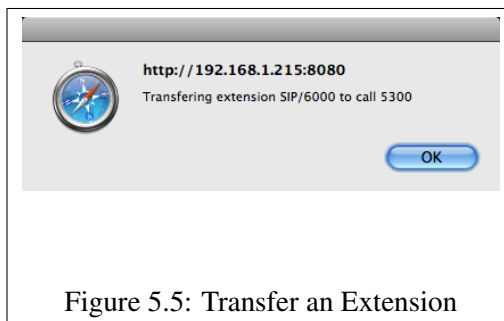 http://192.168.1.215:8080
Transfering extension SIP/6000 to call 5300
OK
Figure 5.5: Transfer an Extension